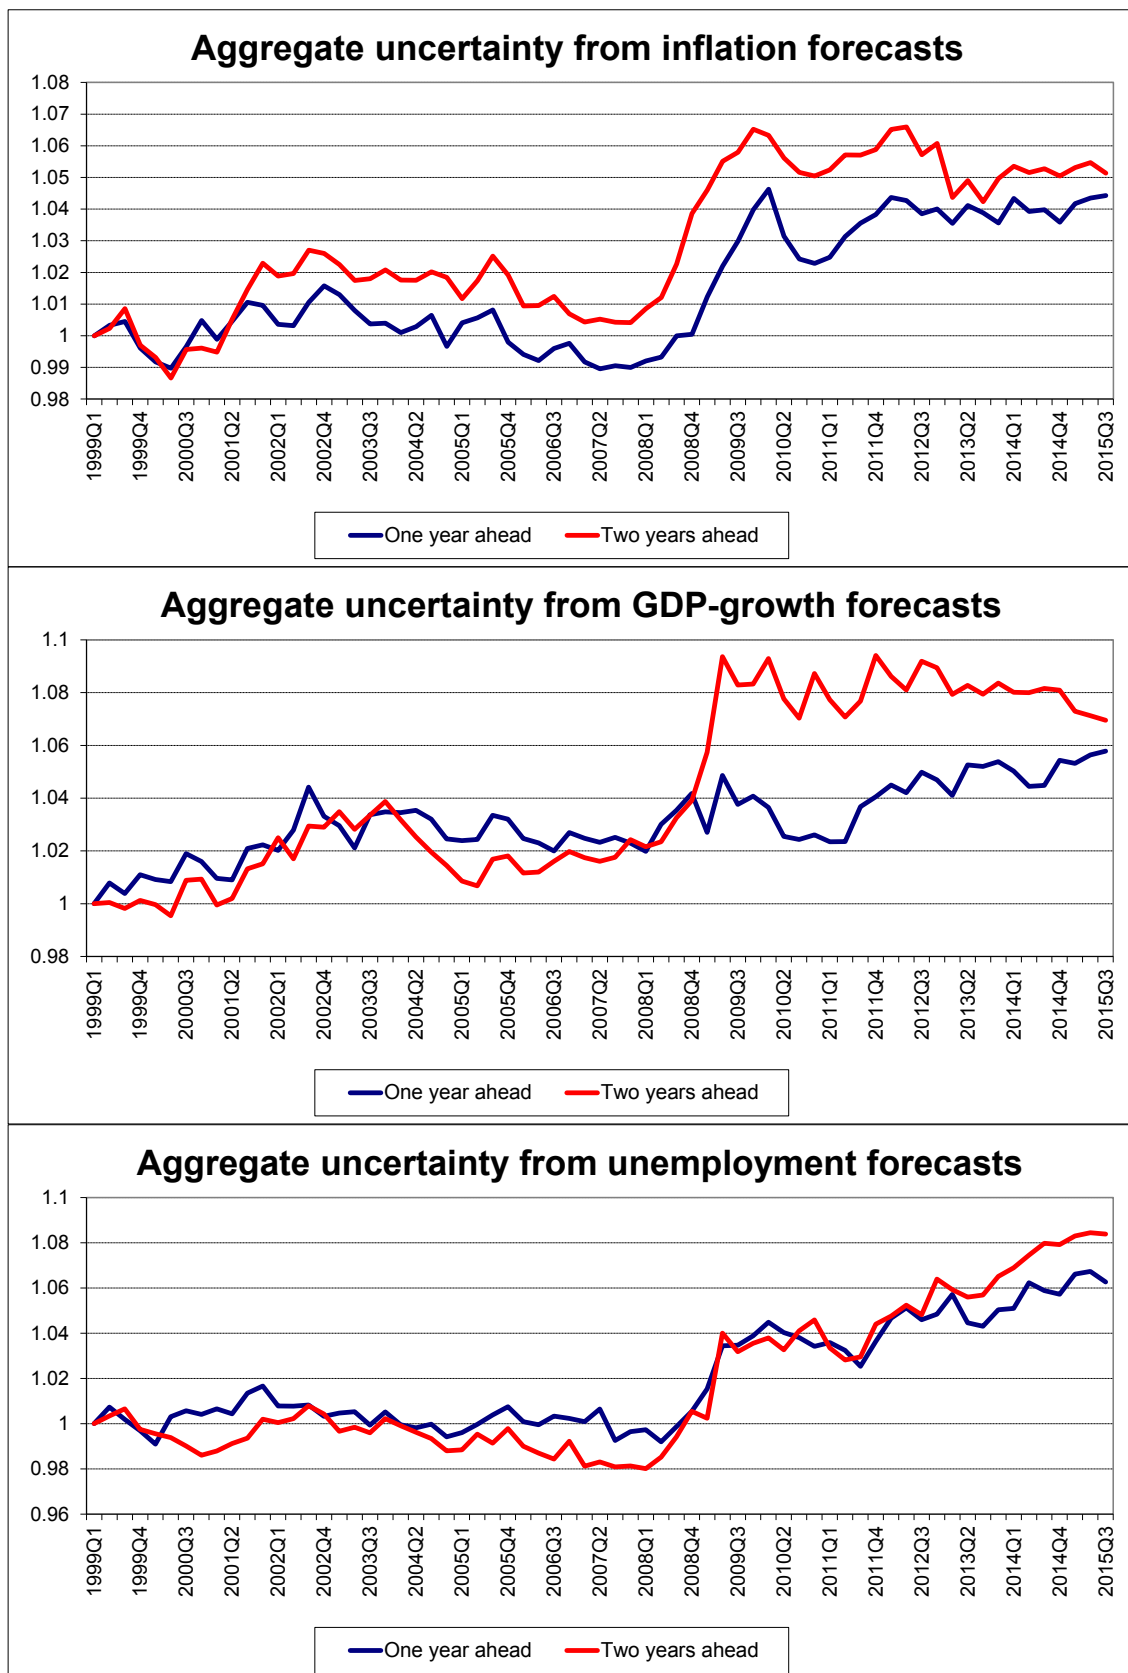 Aggregate uncertainty from inflation forecasts
1.08
1.07
1.06
1.05
1.04
1.03
1.02
1.01
1
0.99
0.98
1999Q1
1999Q4
2000Q3
2001Q2
2002Q1
2002Q4
2003Q3
2004Q2
2005Q1
2005Q4
2006Q3
2007Q2
2008Q1
2008Q4
2009Q3
2010Q2
2011Q1
2011Q4
2012Q3
2013Q2
2014Q1
2014Q4
2015Q3
One year ahead
Two years ahead
Aggregate uncertainty from GDP-growth forecasts
1.1
1.08
1.06
1.04
1.02
1
0.98
1999Q1
1999Q4
2000Q3
2001Q2
2002Q1
2002Q4
2003Q3
2004Q2
2005Q1
2005Q4
2006Q3
2007Q2
2008Q1
2008Q4
2009Q3
2010Q2
2011Q1
2011Q4
2012Q3
2013Q2
2014Q1
2014Q4
2015Q3
One year ahead
Two years ahead
Aggregate uncertainty from unemployment forecasts
1.1
1.08
1.06
1.04
1.02
1
0.98
0.96
1999Q1
1999Q4
2000Q3
2001Q2
2002Q1
2002Q4
2003Q3
2004Q2
2005Q1
2005Q4
2006Q3
2007Q2
2008Q1
2008Q4
2009Q3
2010Q2
2011Q1
2011Q4
2012Q3
2013Q2
2014Q1
2014Q4
2015Q3
One year ahead
Two years ahead